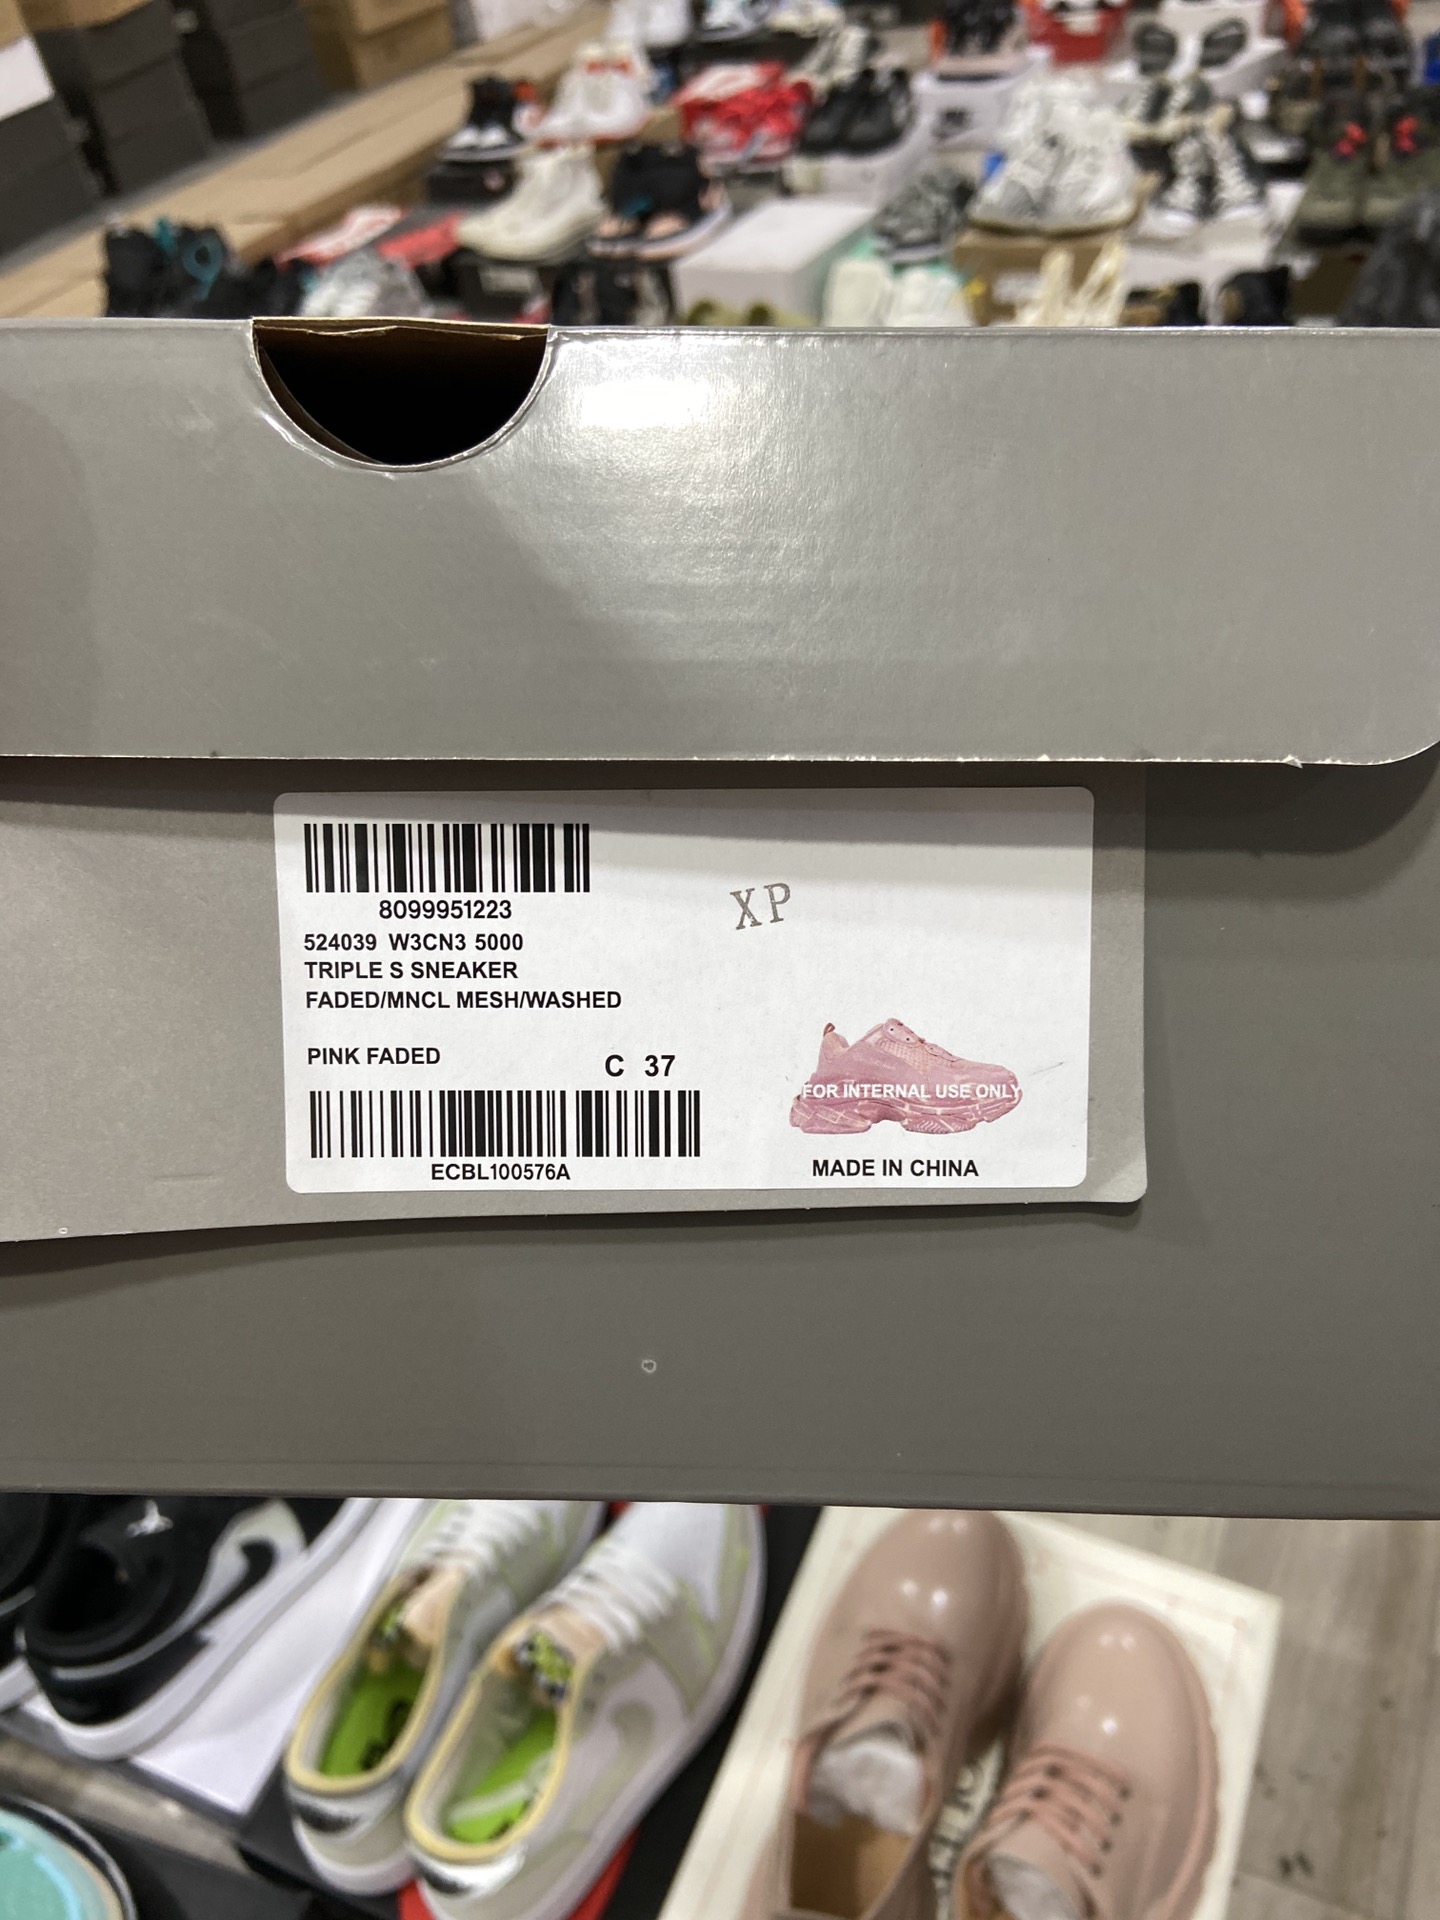 8099951223
524039 W3CN3 5000
TRIPLE S SNEAKER
FADED/MNCL MESH/WASHED
XP
PINK FADED
C 37
FOR INTERNAL USE ONLY
ECBL100576A
MADE IN CHINA